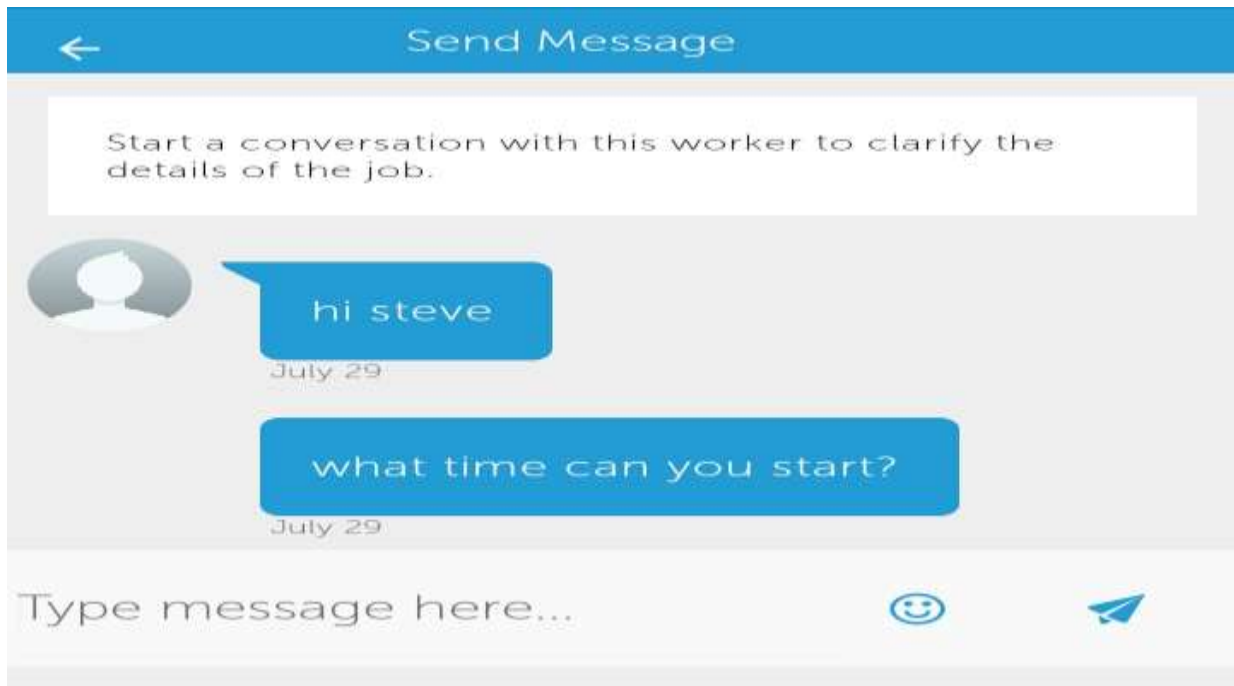 Send Message
Start a conversation with this worker to clarify the
details of the job.
hi steve
July 29
what time can you start?
July 29
Type message here...